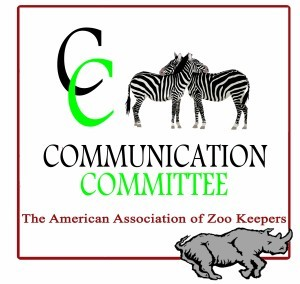 CC
COMMUNICATION
COMMITTEE
The American Association of Zoo Keepers